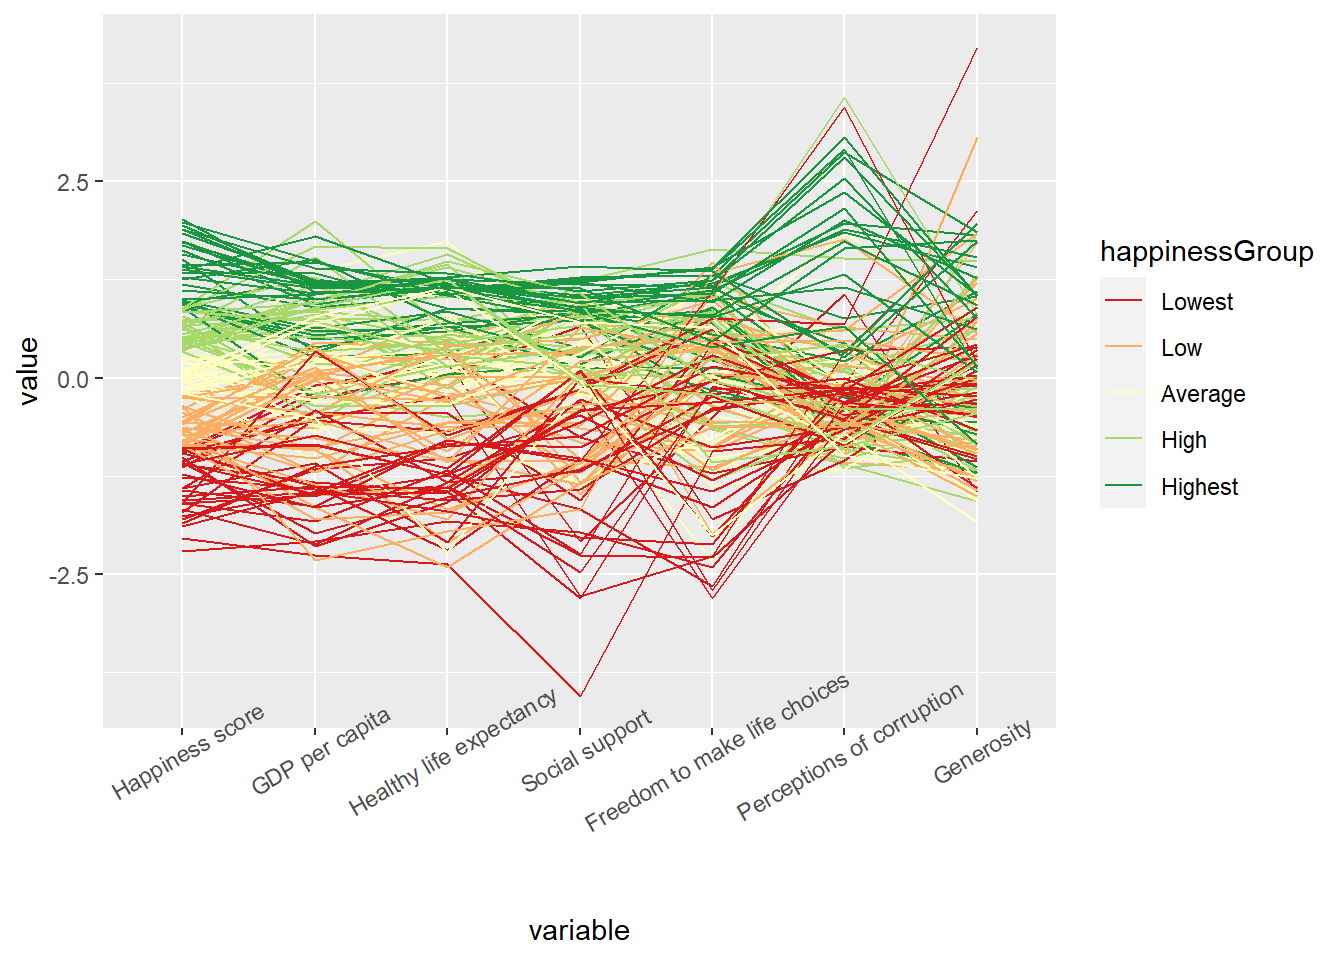 value
2.5
0.0
-2.5
Happiness score
GDP per capita
Healthy life expectancy
Social support
Freedom to make life choices
Perceptions of corruption
Generosity
variable
happinessGroup
Lowest
Low
Average
High
Highest